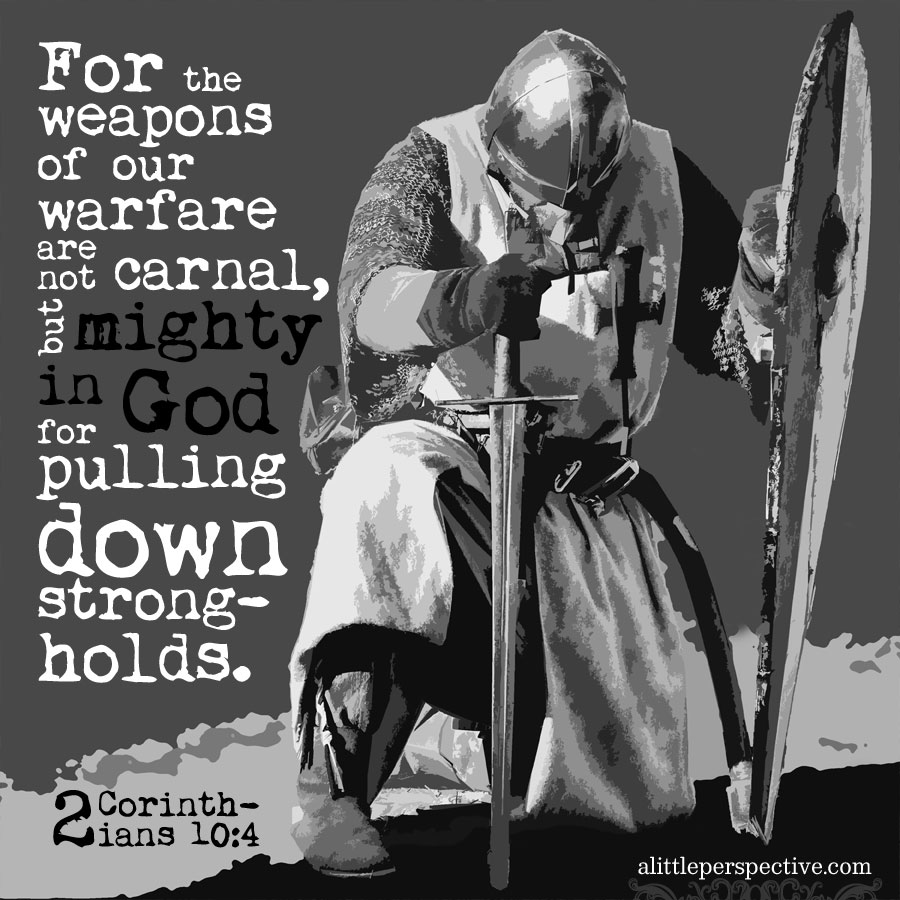 For the
weapons
of our
warfare
are
not carnal,
but mighty
in God
for
pulling
down
strong-
holds.
2 Corinth-
ians 10:4
alittleperspective.com